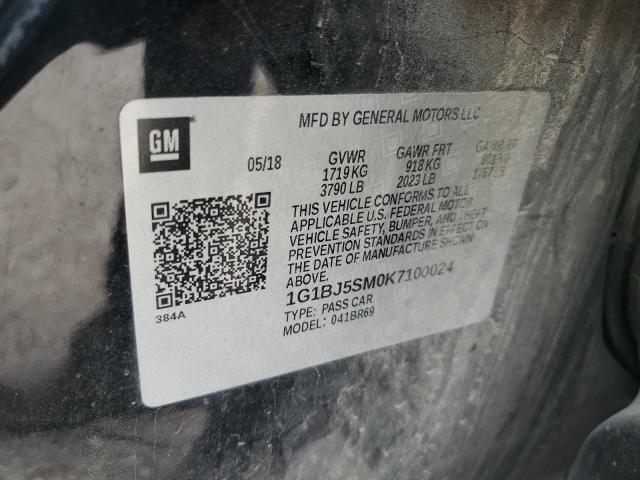 MFD BY GENERAL MOTORS LLC
GM
05/18 GVWR GAWR FRT
1719 KG 918 KG
3790 LB 2023 LB
THIS VEHICLE CONFORMS TO ALL
APPLICABLE U.S. FEDERAL MOTOR
VEHICLE SAFETY, BUMPER, AND THEFT
PREVENTION STANDARDS IN EFFECT ON
THE DATE OF MANUFACTURE SHOWN
ABOVE.
1G1BJ5SM0K7100024
TYPE: PASS CAR
MODEL: 041BR69
384A